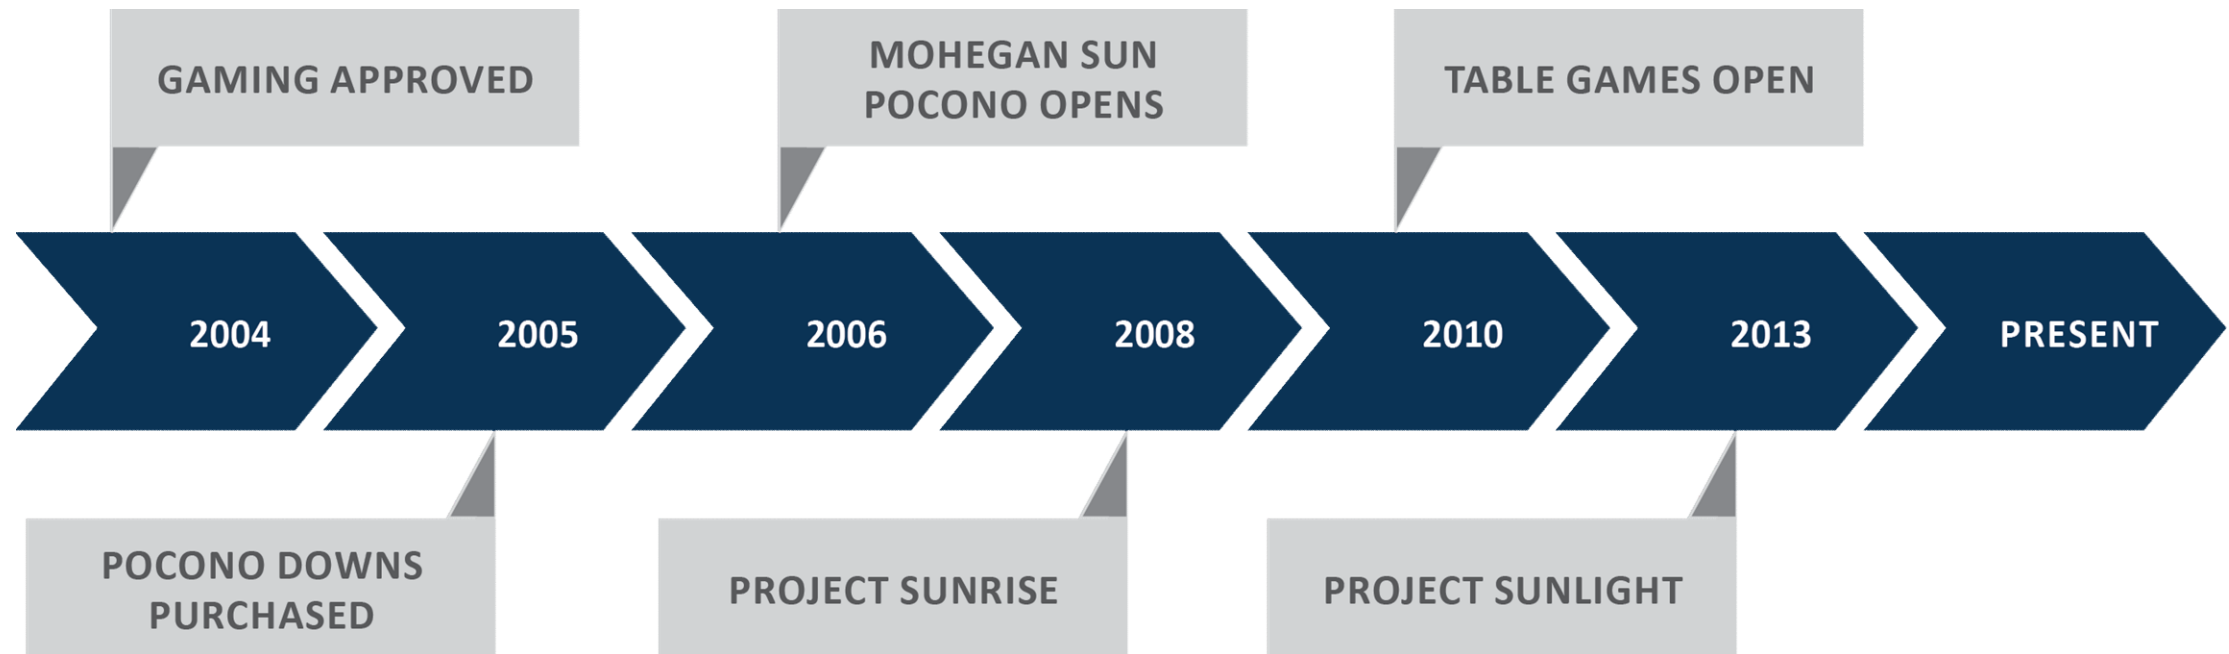 GAMING APPROVED
MOHEGAN SUN
POCONO OPENS
TABLE GAMES OPEN
2004
2005
2006
2008
2010
2013
PRESENT
POCONO DOWNS
PURCHASED
PROJECT SUNRISE
PROJECT SUNLIGHT